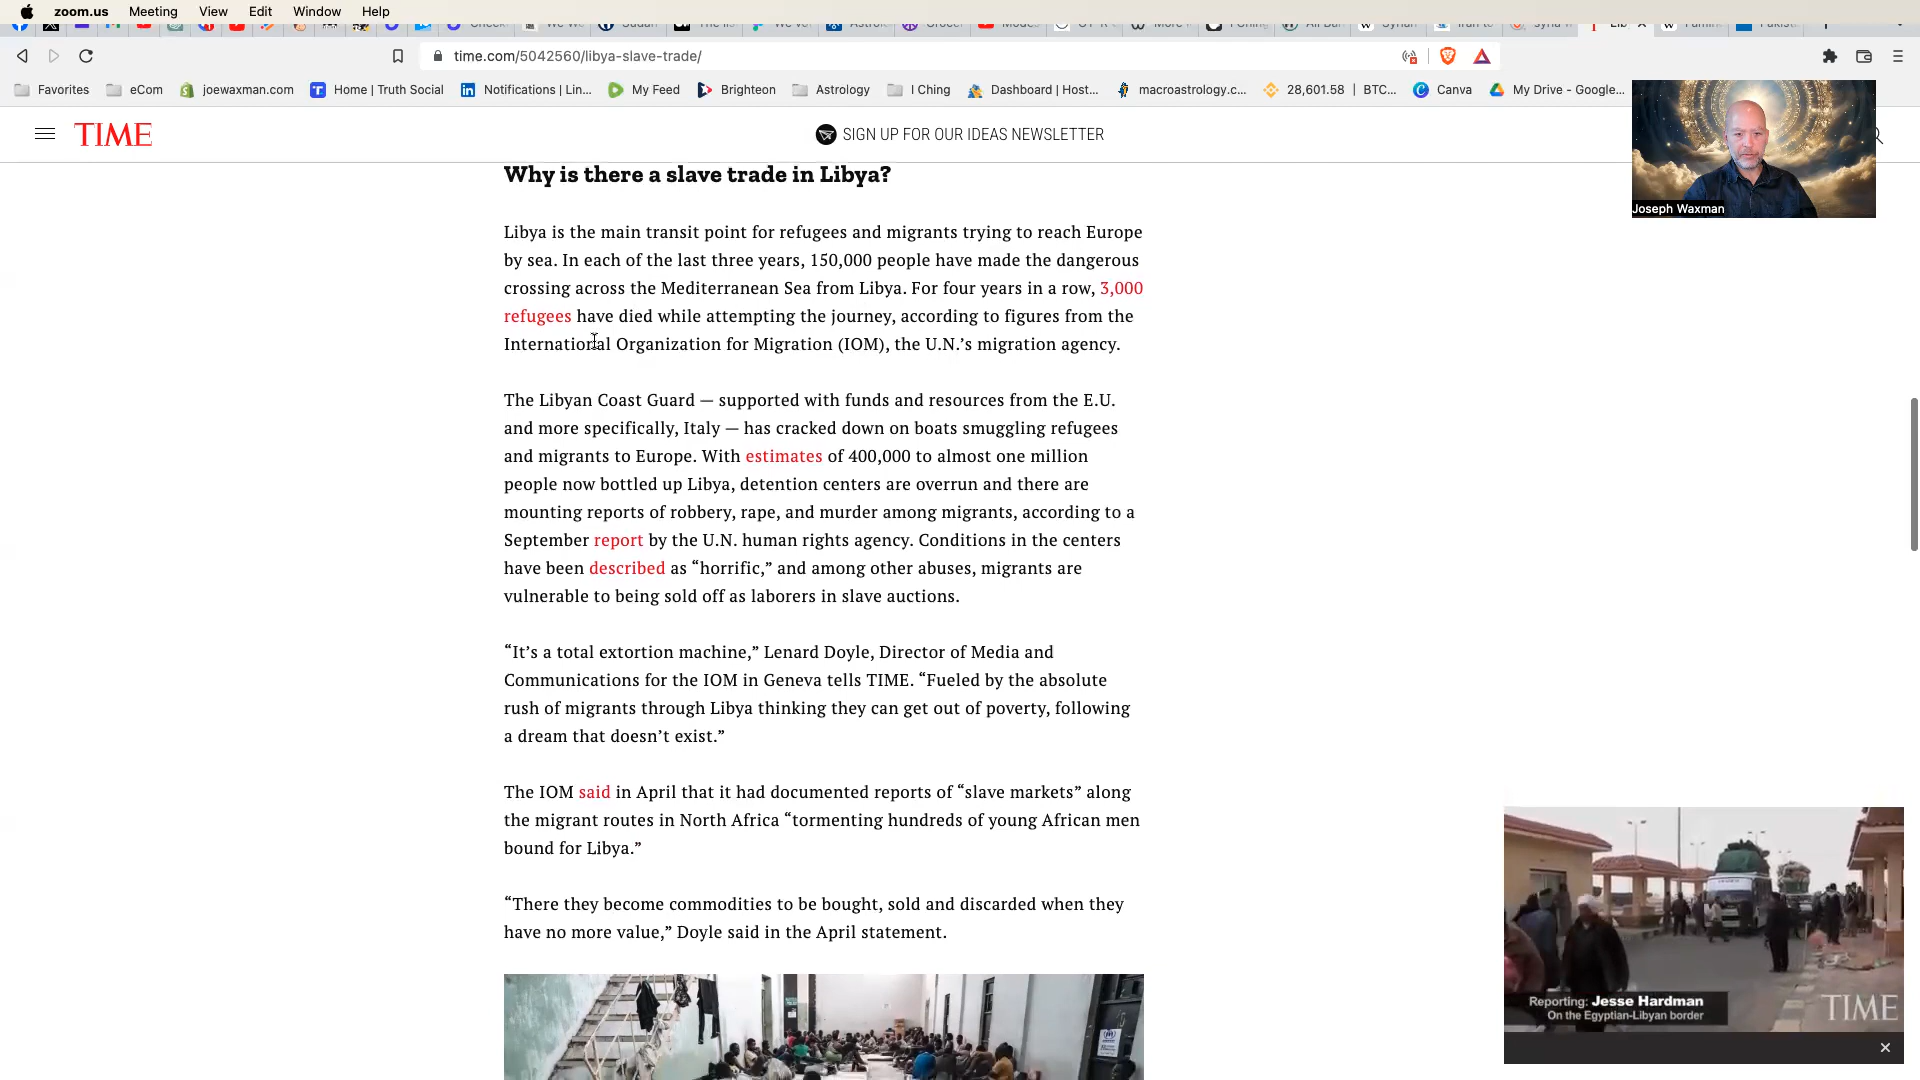 zoom.us Meeting View Edit Window Help
time.com/5042560/libya-slave-trade/
Favorites eCom joewaxman.com Home | Truth Social Notifications | Lin... My Feed Brighteon Astrology I Ching Dashboard | Host... macroastrology.c... 28,601.58 | BTC... Canva My Drive – Google...
TIME
SIGN UP FOR OUR IDEAS NEWSLETTER
Joseph Waxman
Why is there a slave trade in Libya?
Libya is the main transit point for refugees and migrants trying to reach Europe
by sea. In each of the last three years, 150,000 people have made the dangerous
crossing across the Mediterranean Sea from Libya. For four years in a row, 3,000
refugees have died while attempting the journey, according to figures from the
International Organization for Migration (IOM), the U.N.’s migration agency.
The Libyan Coast Guard — supported with funds and resources from the E.U.
and more specifically, Italy — has cracked down on boats smuggling refugees
and migrants to Europe. With estimates of 400,000 to almost one million
people now bottled up Libya, detention centers are overrun and there are
mounting reports of robbery, rape, and murder among migrants, according to a
September report by the U.N. human rights agency. Conditions in the centers
have been described as “horrific,” and among other abuses, migrants are
vulnerable to being sold off as laborers in slave auctions.
“It’s a total extortion machine,” Lenard Doyle, Director of Media and
Communications for the IOM in Geneva tells TIME. “Fueled by the absolute
rush of migrants through Libya thinking they can get out of poverty, following
a dream that doesn’t exist.”
The IOM said in April that it had documented reports of “slave markets” along
the migrant routes in North Africa “tormenting hundreds of young African men
bound for Libya.”
“There they become commodities to be bought, sold and discarded when they
have no more value,” Doyle said in the April statement.
Reporting: Jesse Hardman
On the Egyptian-Libyan border
TIME